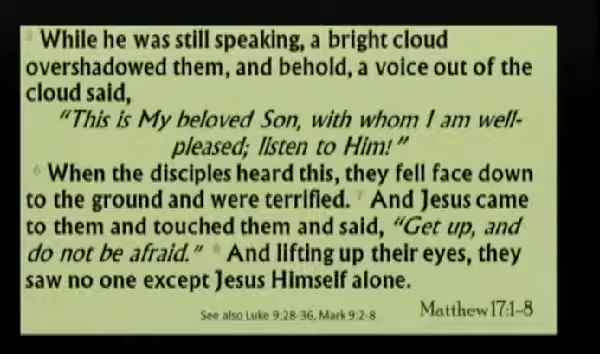 5 While he was still speaking, a bright cloud
overshadowed them, and behold, a voice out of the
cloud said,
"This is My beloved Son, with whom I am well-
pleased; listen to Him!"
6 When the disciples heard this, they fell face down
to the ground and were terrified. 7 And Jesus came
to them and touched them and said, "Get up, and
do not be afraid." 8 And lifting up their eyes, they
saw no one except Jesus Himself alone.
See also Luke 9:28-36, Mark 9:2-8
Matthew 17:1-8